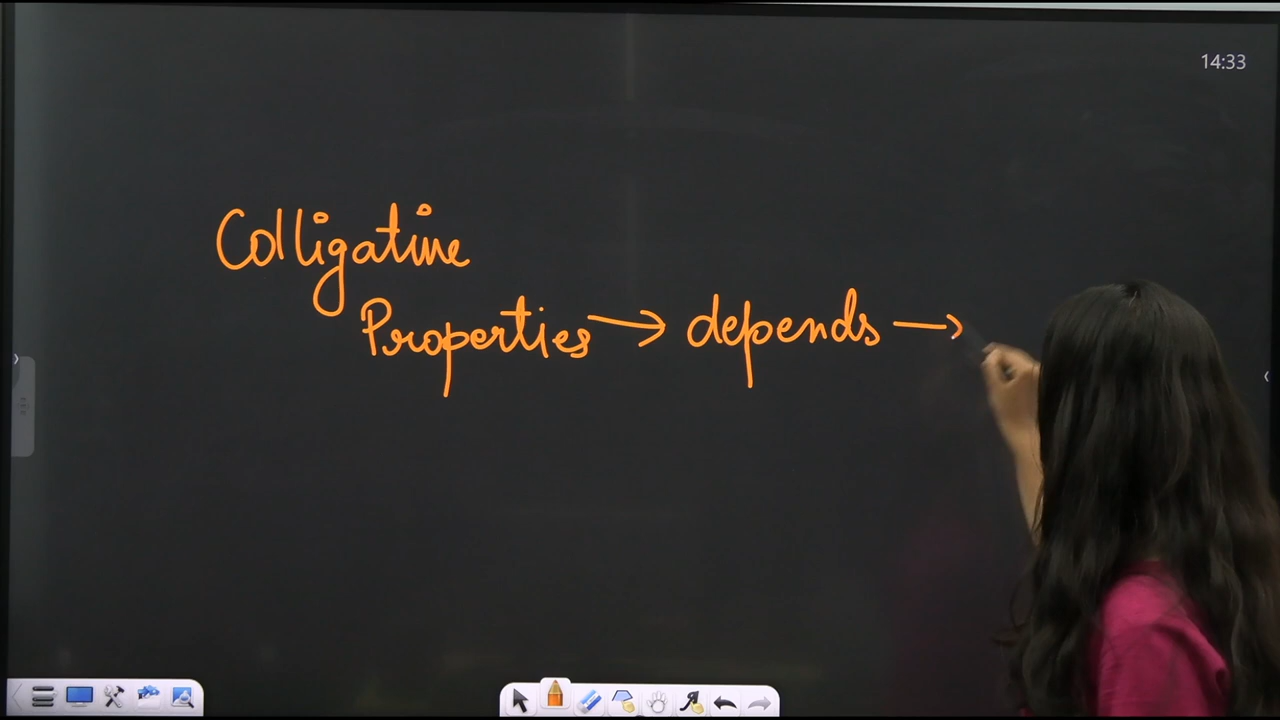 14:33
Colligative
Properties → depends →